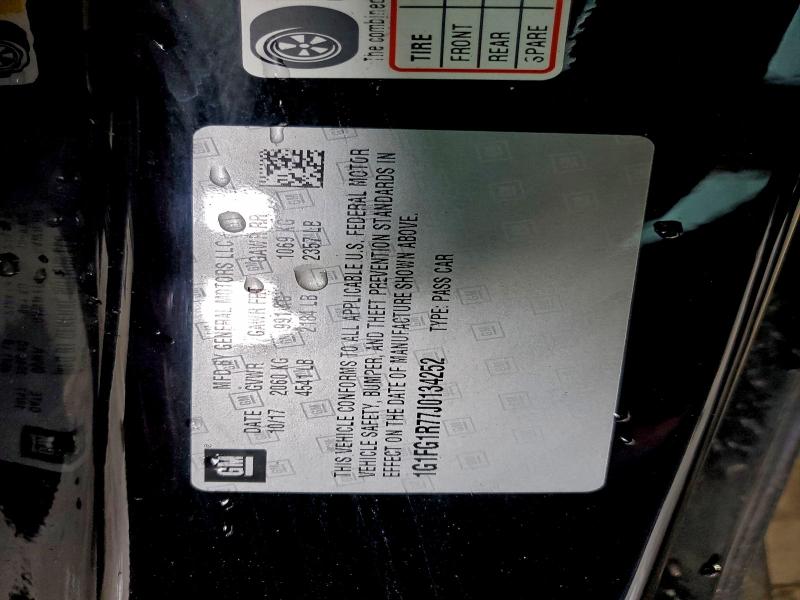 The combined
TIRE
FRONT
REAR
SPARE
GM
MFD BY GENERAL MOTORS LLC
DATE GVWR GAWR FRT GAWR RR
10/17 2060 KG 991 KG 1069 KG
4541 LB 2184 LB 2357 LB
THIS VEHICLE CONFORMS TO ALL APPLICABLE U.S. FEDERAL MOTOR
VEHICLE SAFETY, BUMPER, AND THEFT PREVENTION STANDARDS IN
EFFECT ON THE DATE OF MANUFACTURE SHOWN ABOVE.
1G1FG1R77J0134252 TYPE: PASS CAR